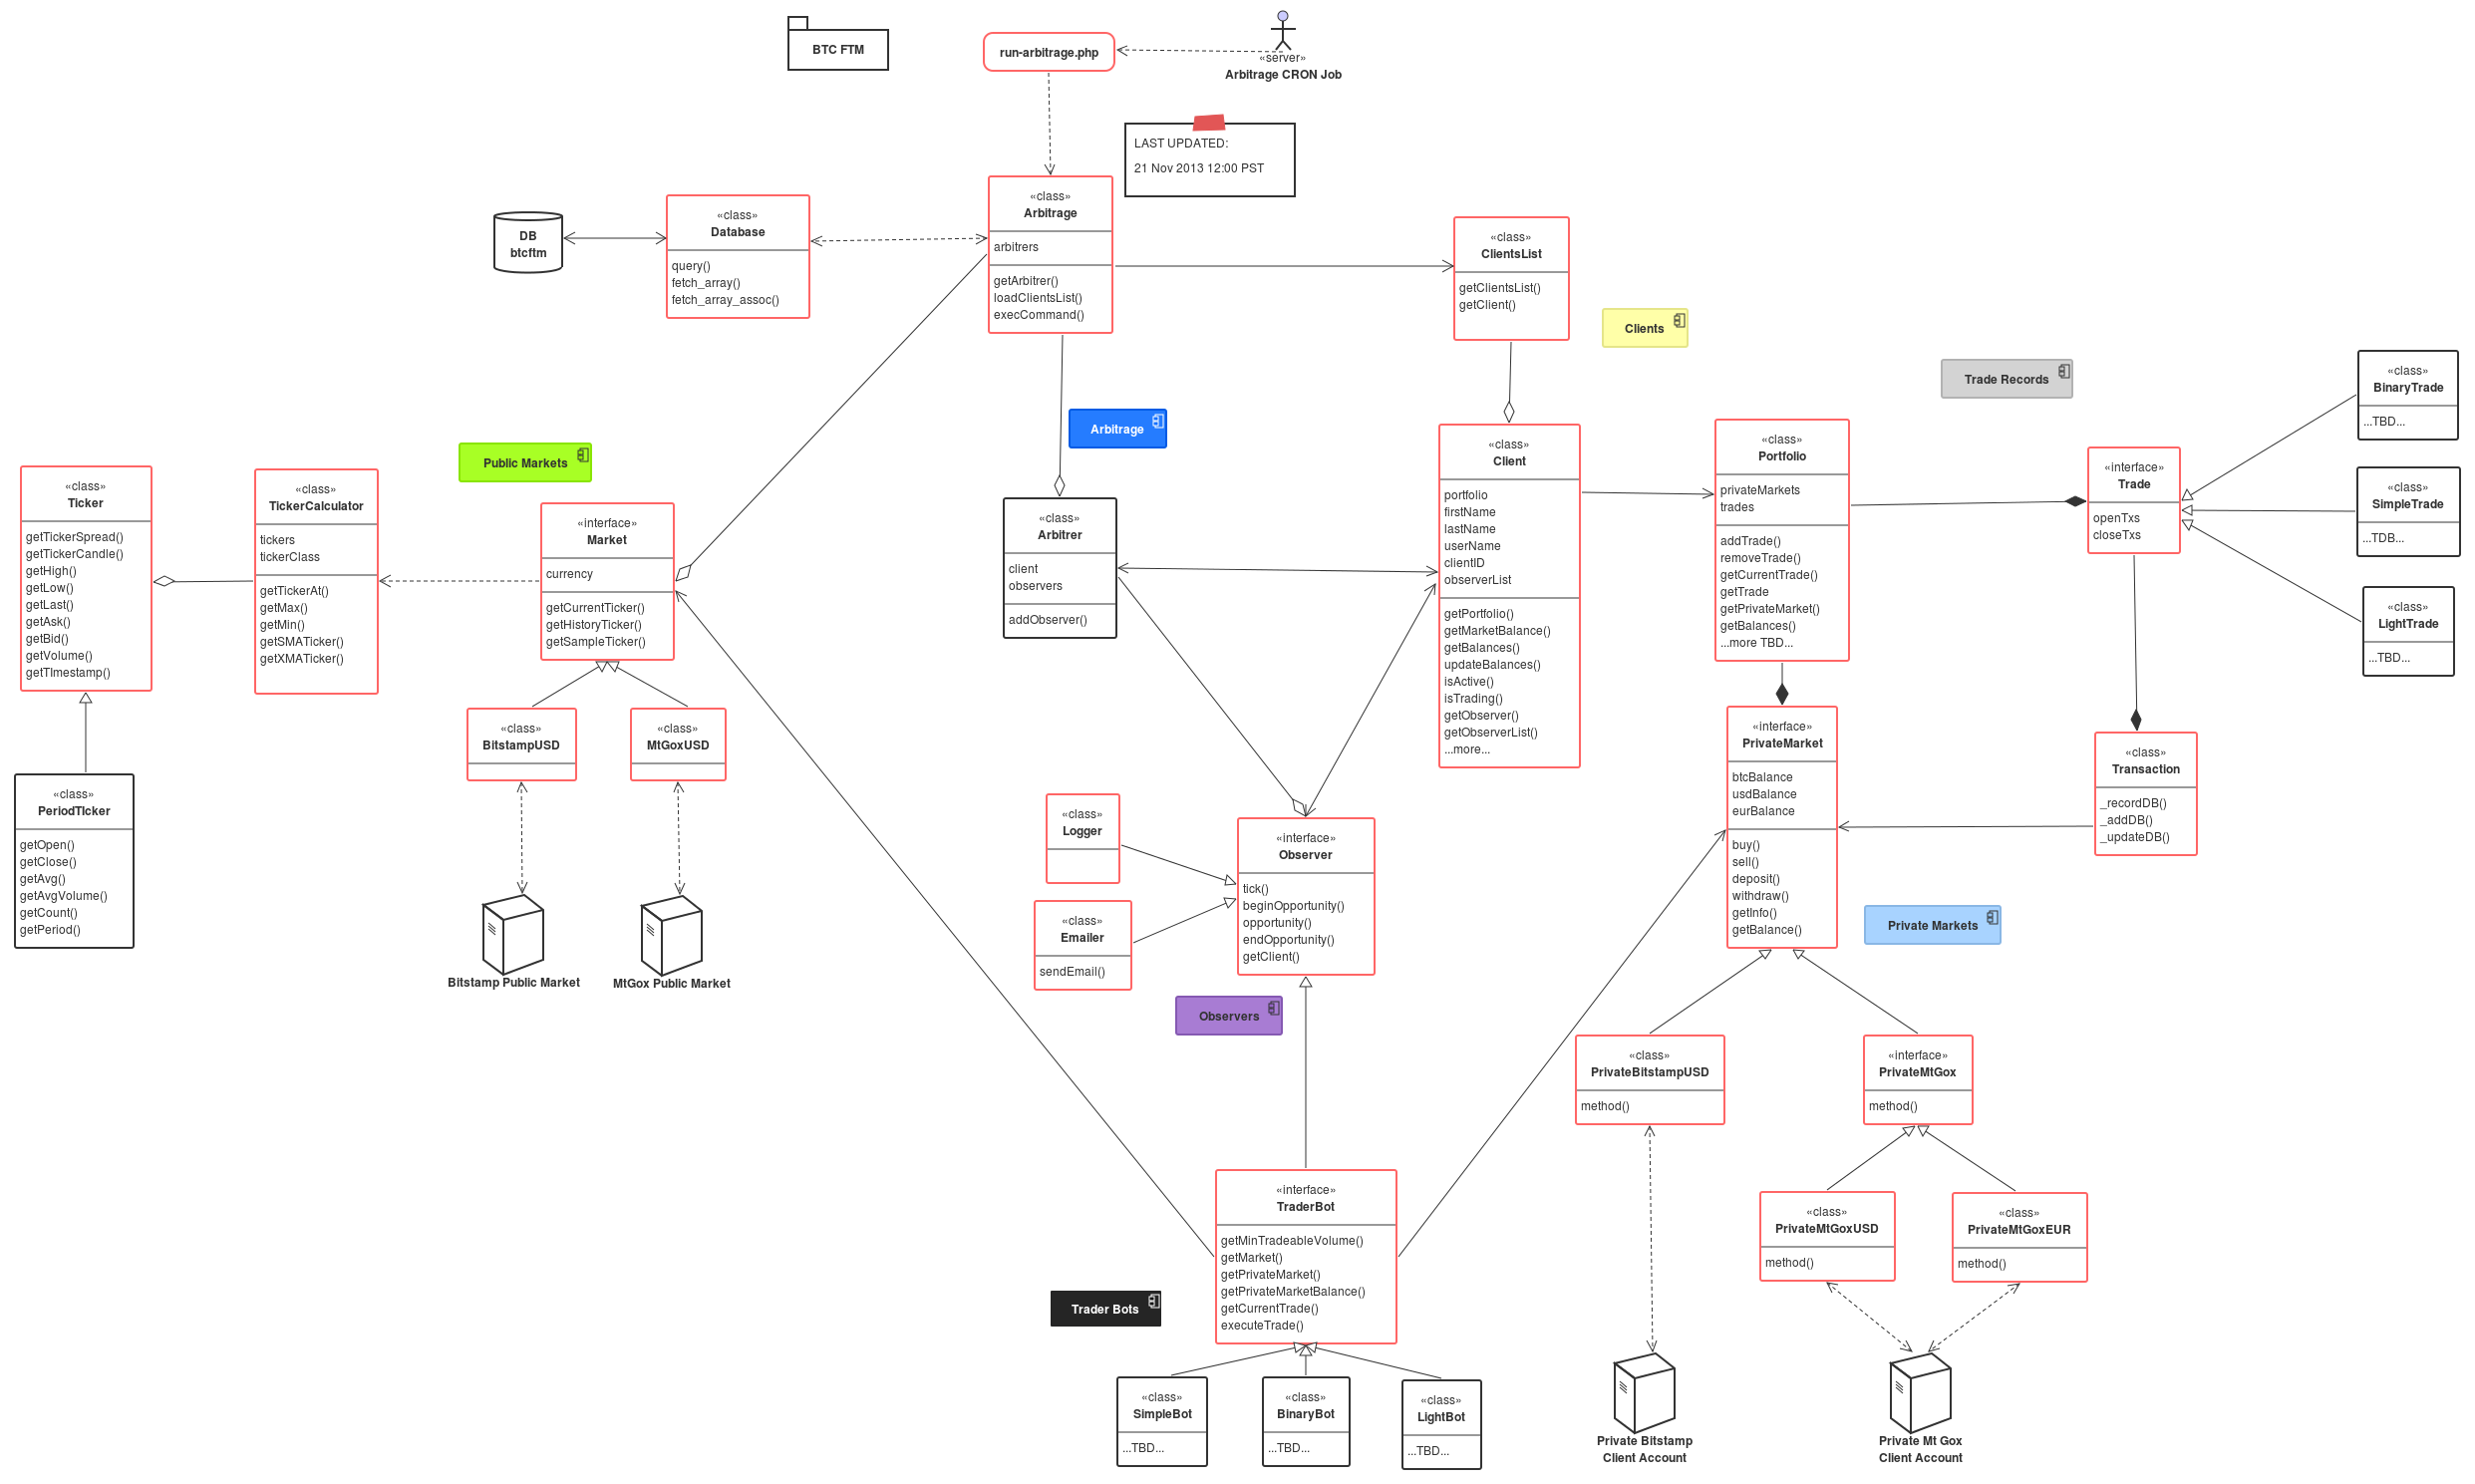 BTC FTM
run-arbitrage.php
«server»
Arbitrage CRON Job
LAST UPDATED:
21 Nov 2013 12:00 PST
DB
btcftm
«class»
Database
query()
fetch_array()
fetch_array_assoc()
«class»
Arbitrage
arbitrers
getArbitrer()
loadClientsList()
execCommand()
«class»
ClientsList
getClientsList()
getClient()
Clients
Trade Records
«class»
BinaryTrade
...TBD...
Arbitrage
Public Markets
«class»
Ticker
getTickerSpread()
getTickerCandle()
getHigh()
getLow()
getLast()
getAsk()
getBid()
getVolume()
getTImestamp()
«class»
TickerCalculator
tickers
tickerClass
getTickerAt()
getMax()
getMin()
getSMATicker()
getXMATicker()
«interface»
Market
currency
getCurrentTicker()
getHistoryTicker()
getSampleTicker()
«class»
Arbitrer
client
observers
addObserver()
«class»
Client
portfolio
firstName
lastName
userName
clientID
observerList
getPortfolio()
getMarketBalance()
getBalances()
updateBalances()
isActive()
isTrading()
getObserver()
getObserverList()
...more...
«class»
Portfolio
privateMarkets
trades
addTrade()
removeTrade()
getCurrentTrade()
getTrade
getPrivateMarket()
getBalances()
...more TBD...
«interface»
Trade
openTxs
closeTxs
«class»
SimpleTrade
...TDB...
«class»
LightTrade
...TBD...
«class»
BitstampUSD
«class»
MtGoxUSD
«class»
PeriodTIcker
getOpen()
getClose()
getAvg()
getAvgVolume()
getCount()
getPeriod()
Bitstamp Public Market
MtGox Public Market
«class»
Logger
«class»
Emailer
sendEmail()
«interface»
Observer
tick()
beginOpportunity()
opportunity()
endOpportunity()
getClient()
Observers
«interface»
PrivateMarket
btcBalance
usdBalance
eurBalance
buy()
sell()
deposit()
withdraw()
getInfo()
getBalance()
«class»
Transaction
_recordDB()
_addDB()
_updateDB()
Private Markets
«class»
PrivateBitstampUSD
method()
«interface»
PrivateMtGox
method()
«interface»
TraderBot
getMinTradeableVolume()
getMarket()
getPrivateMarket()
getPrivateMarketBalance()
getCurrentTrade()
executeTrade()
«class»
PrivateMtGoxUSD
method()
«class»
PrivateMtGoxEUR
method()
Trader Bots
«class»
SimpleBot
...TBD...
«class»
BinaryBot
...TBD...
«class»
LightBot
...TBD...
Private Bitstamp
Client Account
Private Mt Gox
Client Account